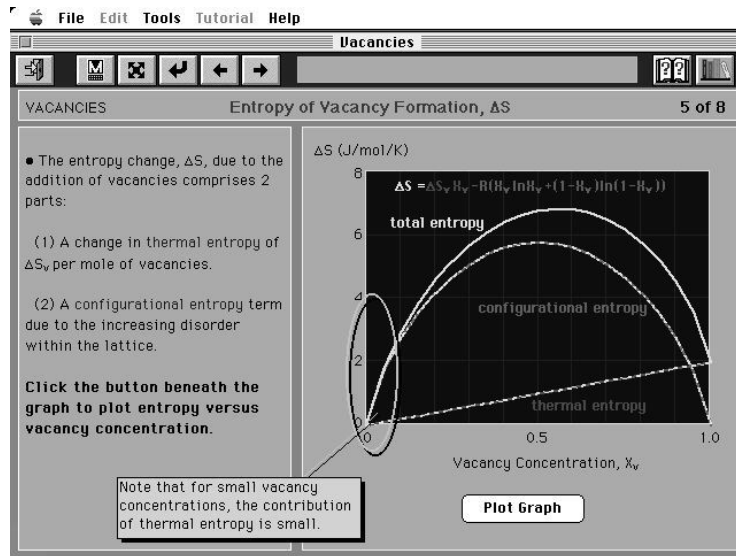 File Edit Tools Tutorial Help
Vacancies
??
VACANCIES Entropy of Vacancy Formation, ΔS 5 of 8
• The entropy change, ΔS, due to the
addition of vacancies comprises 2
parts:
(1) A change in thermal entropy of
ΔSᵥ per mole of vacancies.
(2) A configurational entropy term
due to the increasing disorder
within the lattice.
Click the button beneath the
graph to plot entropy versus
vacancy concentration.
ΔS (J/mol/K)
8
ΔS =ΔSᵥXᵥ-R(XᵥlnXᵥ+(1-Xᵥ)ln(1-Xᵥ))
total entropy
6
configurational entropy
4
2
thermal entropy
0
0 0.5 1.0
Vacancy Concentration, Xᵥ
Note that for small vacancy
concentrations, the contribution
of thermal entropy is small.
Plot Graph